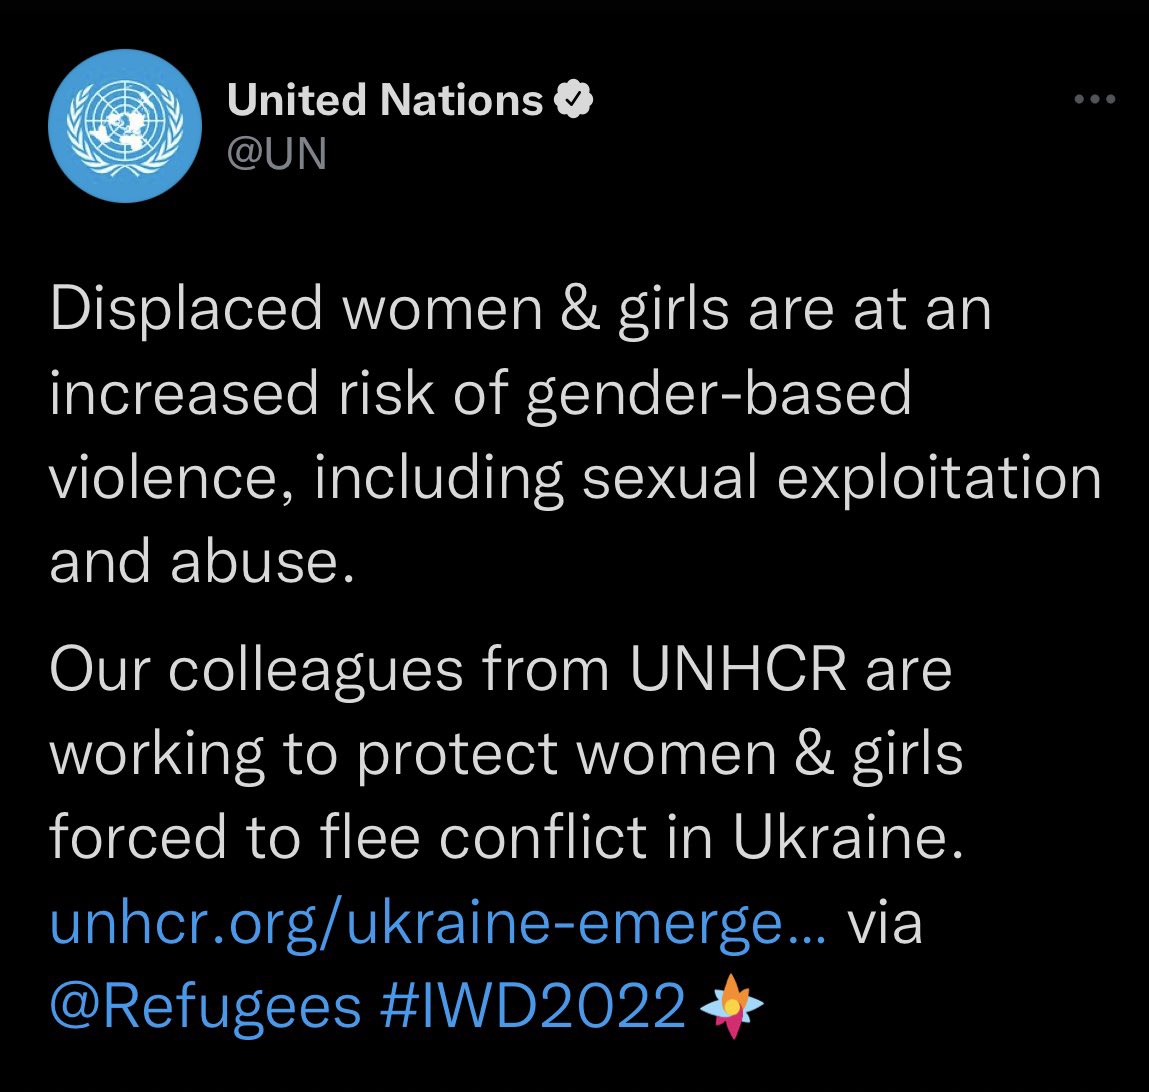 United Nations
@UN
Displaced women & girls are at an
increased risk of gender-based
violence, including sexual exploitation
and abuse.
Our colleagues from UNHCR are
working to protect women & girls
forced to flee conflict in Ukraine.
unhcr.org/ukraine-emerge... via
@Refugees #IWD2022